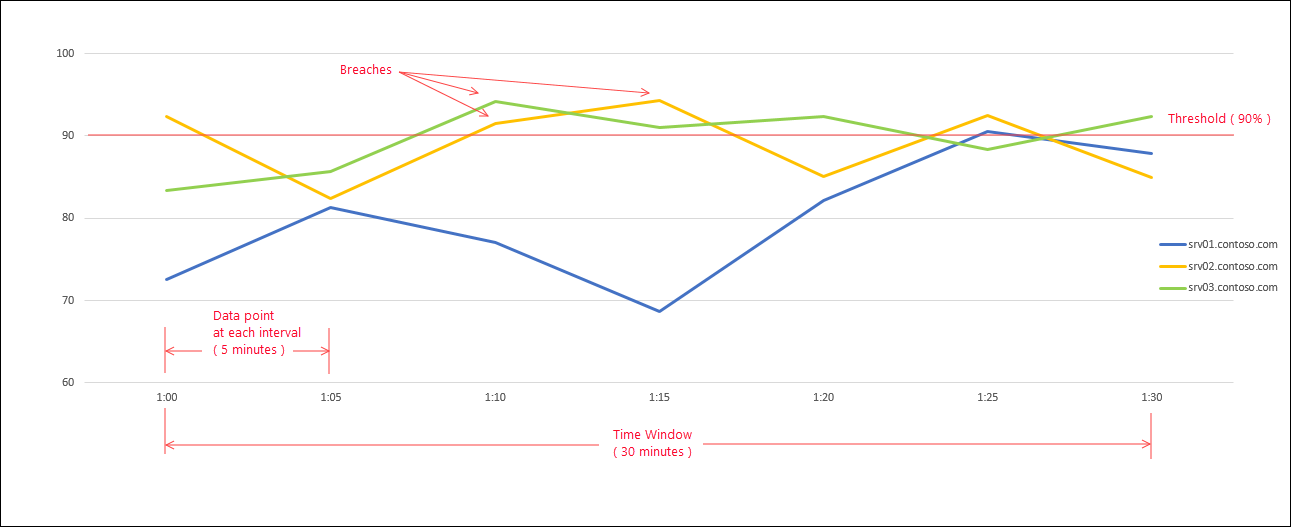 100
Breaches
90
Threshold ( 90% )
80
srv01.contoso.com
srv02.contoso.com
srv03.contoso.com
70
Data point
at each interval
( 5 minutes )
60
1:00 1:05 1:10 1:15 1:20 1:25 1:30
Time Window
( 30 minutes )